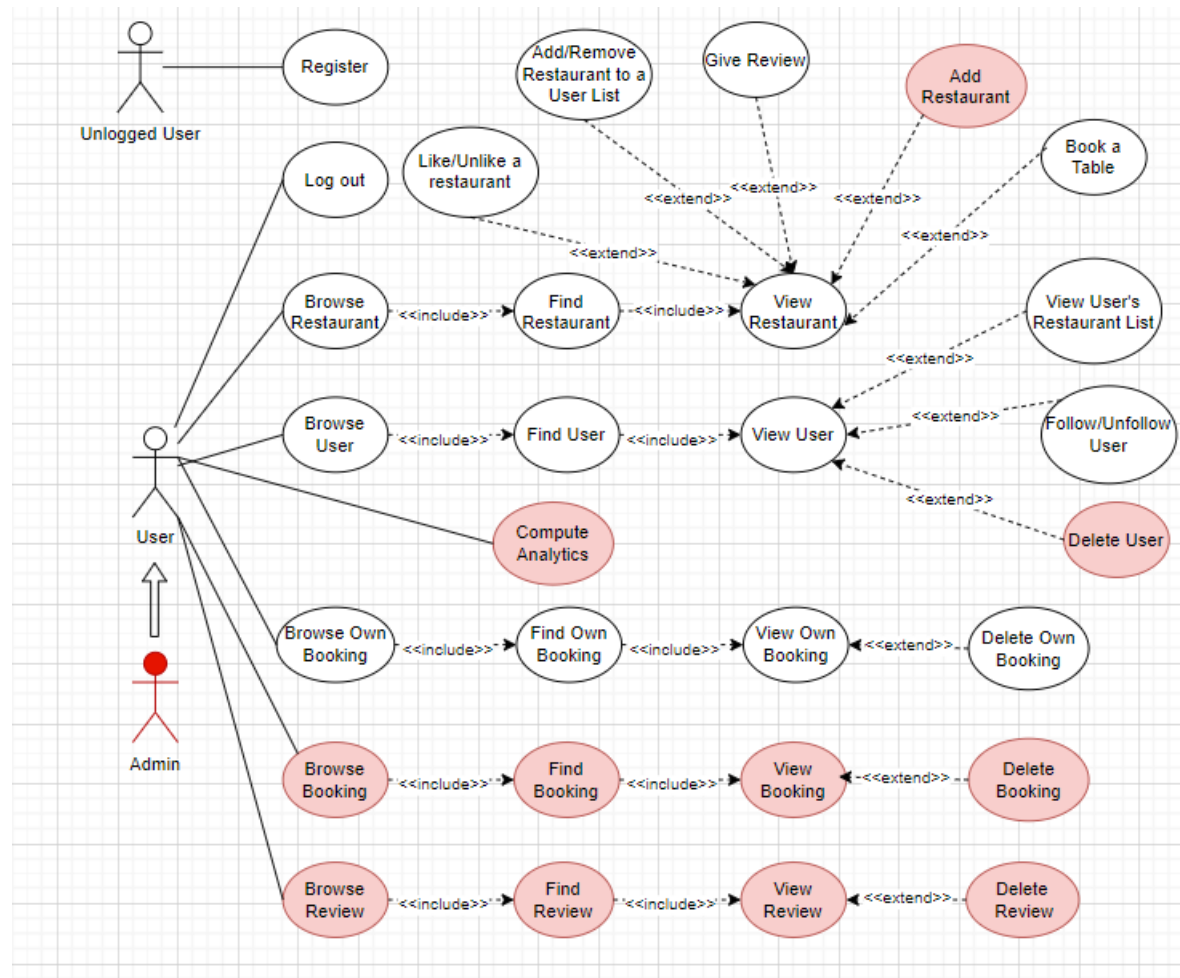 Register
Unlogged User
Add/Remove
Restaurant to a
User List
Give Review
Add
Restaurant
Book a
Table
Like/Unlike a
restaurant
Log out
<<extend>>
<<extend>>
<<extend>>
<<extend>>
<<extend>>
Browse
Restaurant
<<include>>
Find
Restaurant
<<include>>
View
Restaurant
View User's
Restaurant List
<<extend>>
Browse
User
<<include>>
Find User
<<include>>
View User
<<extend>>
Follow/Unfollow
User
<<extend>>
Delete User
Compute
Analytics
User
Browse Own
Booking
<<include>>
Find Own
Booking
<<include>>
View Own
Booking
<<extend>>
Delete Own
Booking
Admin
Browse
Booking
<<include>>
Find
Booking
<<include>>
View
Booking
<<extend>>
Delete
Booking
Browse
Review
<<include>>
Find
Review
<<include>>
View
Review
<<extend>>
Delete
Review